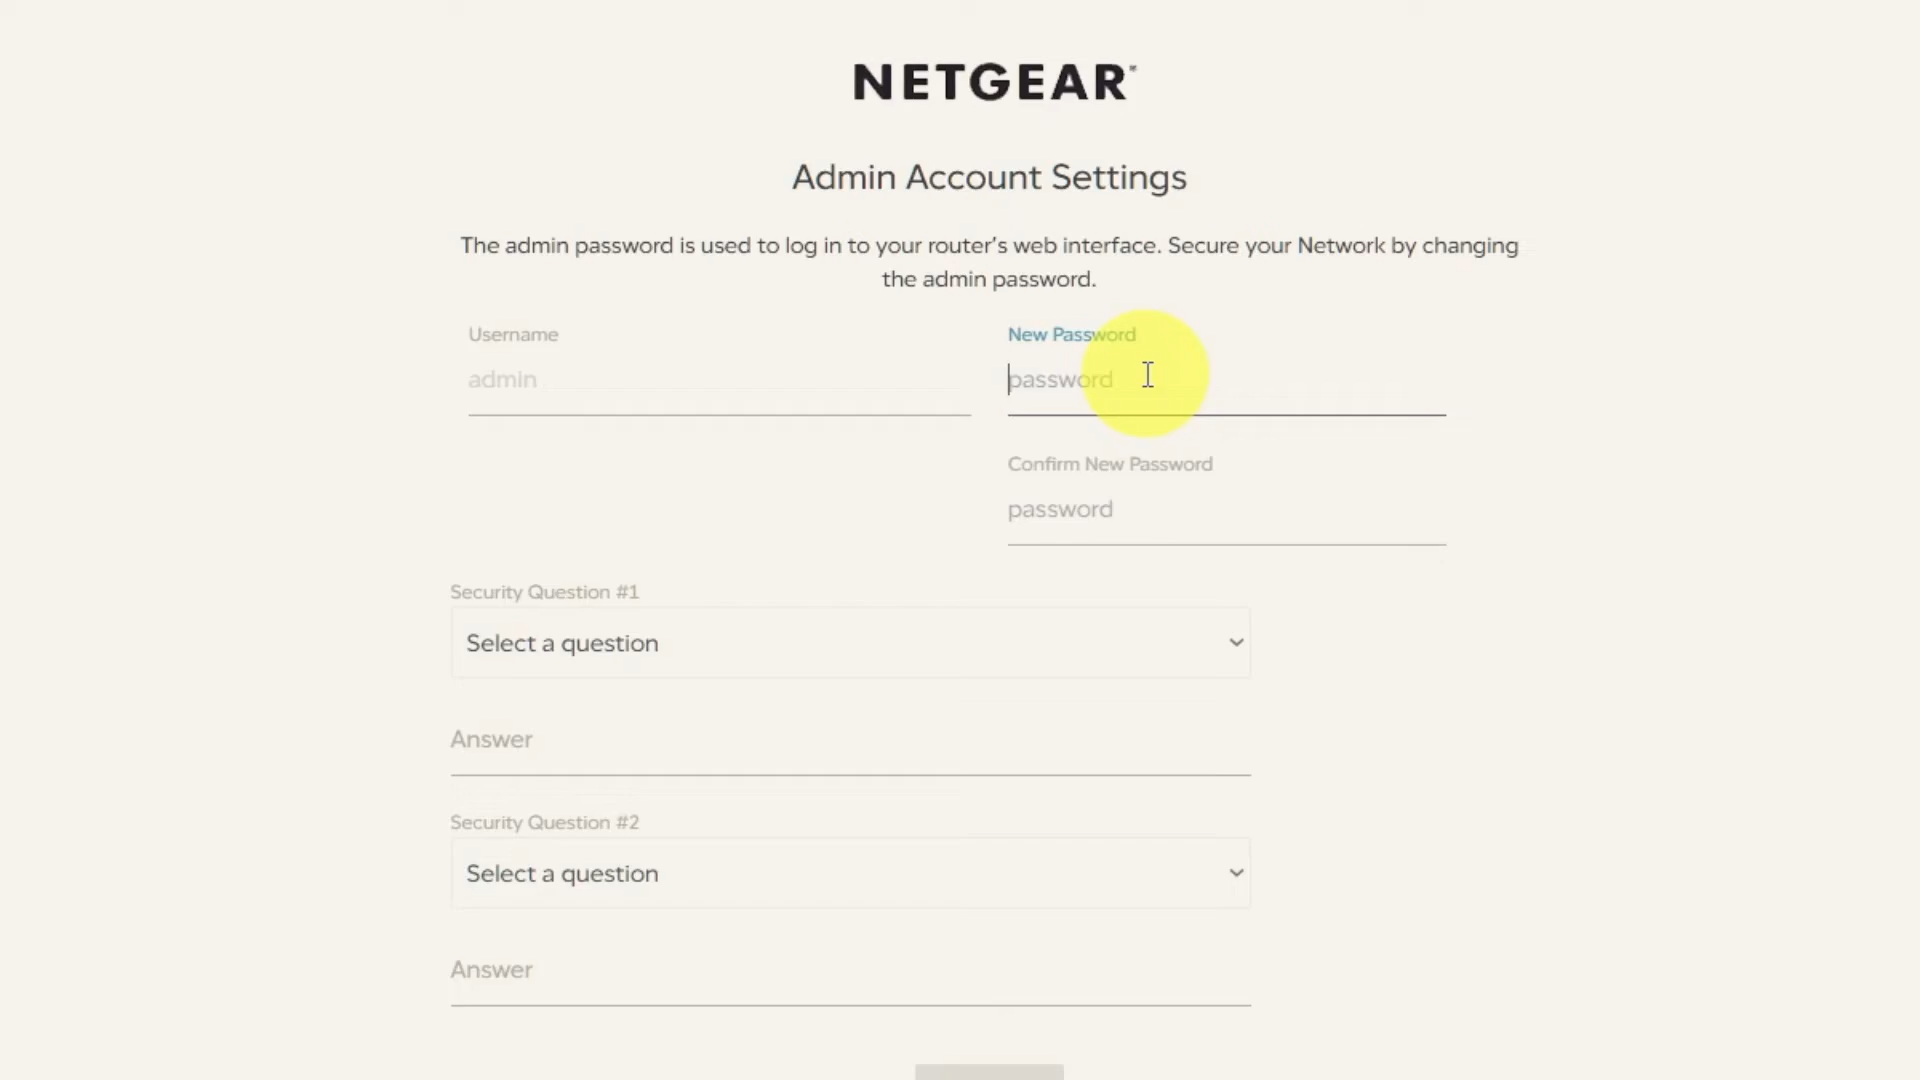 NETGEAR
Admin Account Settings
The admin password is used to log in to your router's web interface. Secure your Network by changing
the admin password.
Username
New Password
admin
password
Confirm New Password
password
Security Question #1
Select a question
Answer
Security Question #2
Select a question
Answer